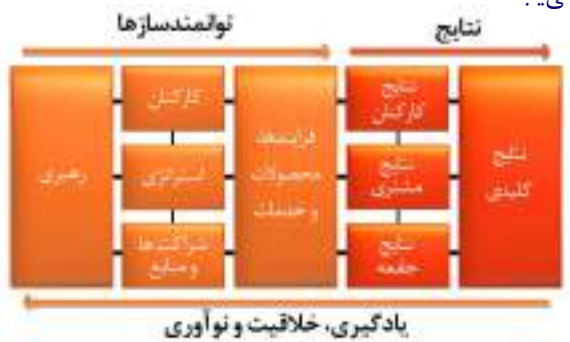 توانمندسازها
نتایج
رهبری
کارکنان
استراتژی
شراکت‌ها
و منابع
فرایندها،
محصولات
و خدمات
نتایج
کارکنان
نتایج
مشتری
نتایج
جامعه
نتایج
کلیدی
یادگیری، خلاقیت و نوآوری